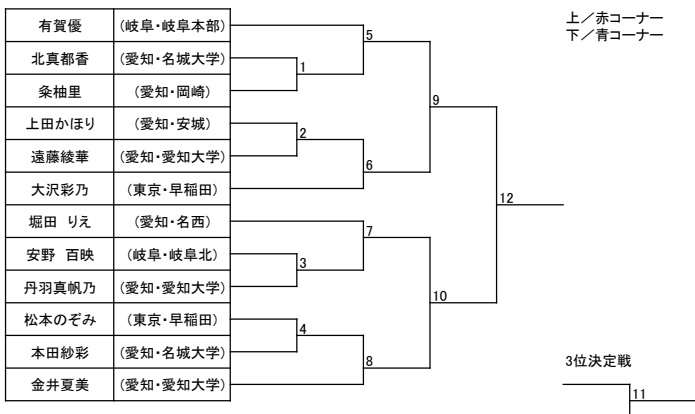 上／赤コーナー
下／青コーナー
有賀優 (岐阜・岐阜本部)
北真都香 (愛知・名城大学)
粂柚里 (愛知・岡崎)
上田かほり (愛知・安城)
遠藤綾華 (愛知・愛知大学)
大沢彩乃 (東京・早稲田)
堀田 りえ (愛知・名西)
安野 百映 (岐阜・岐阜北)
丹羽真帆乃 (愛知・愛知大学)
松本のぞみ (東京・早稲田)
本田紗彩 (愛知・名城大学)
金井夏美 (愛知・愛知大学)
5
1
9
2
6
12
7
3
10
4
8
3位決定戦
11